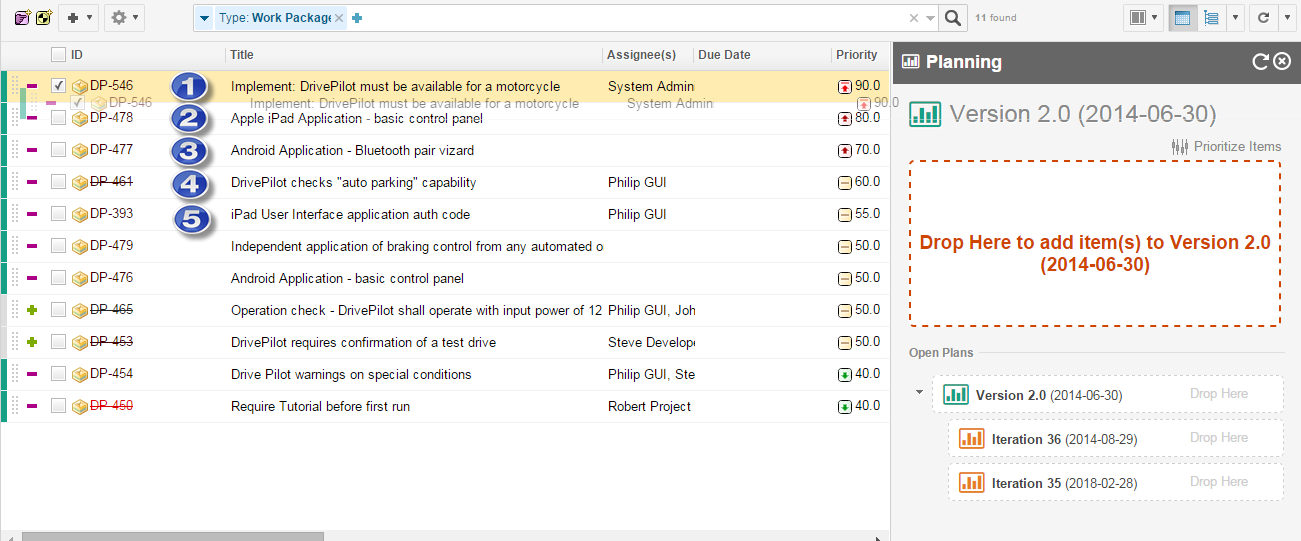 Type: Work Package
11 found
ID Title Assignee(s) Due Date Priority
DP-546 1 Implement: DrivePilot must be available for a motorcycle System Admin 90.0
DP-546 Implement: DrivePilot must be available for a motorcycle System Admin 90.0
DP-478 2 Apple iPad Application - basic control panel 80.0
DP-477 3 Android Application - Bluetooth pair vizard 70.0
DP-461 4 DrivePilot checks "auto parking" capability Philip GUI 60.0
DP-393 5 iPad User Interface application auth code Philip GUI 55.0
DP-479 Independent application of braking control from any automated o 50.0
DP-476 Android Application - basic control panel 50.0
DP-465 Operation check - DrivePilot shall operate with input power of 12 Philip GUI, Joh 50.0
DP-453 DrivePilot requires confirmation of a test drive Steve Develope 50.0
DP-454 Drive Pilot warnings on special conditions Philip GUI, Ste 40.0
DP-450 Require Tutorial before first run Robert Project 40.0
Planning
Version 2.0 (2014-06-30)
Prioritize Items
Drop Here to add item(s) to Version 2.0
(2014-06-30)
Open Plans
Version 2.0 (2014-06-30) Drop Here
Iteration 36 (2014-08-29) Drop Here
Iteration 35 (2018-02-28) Drop Here